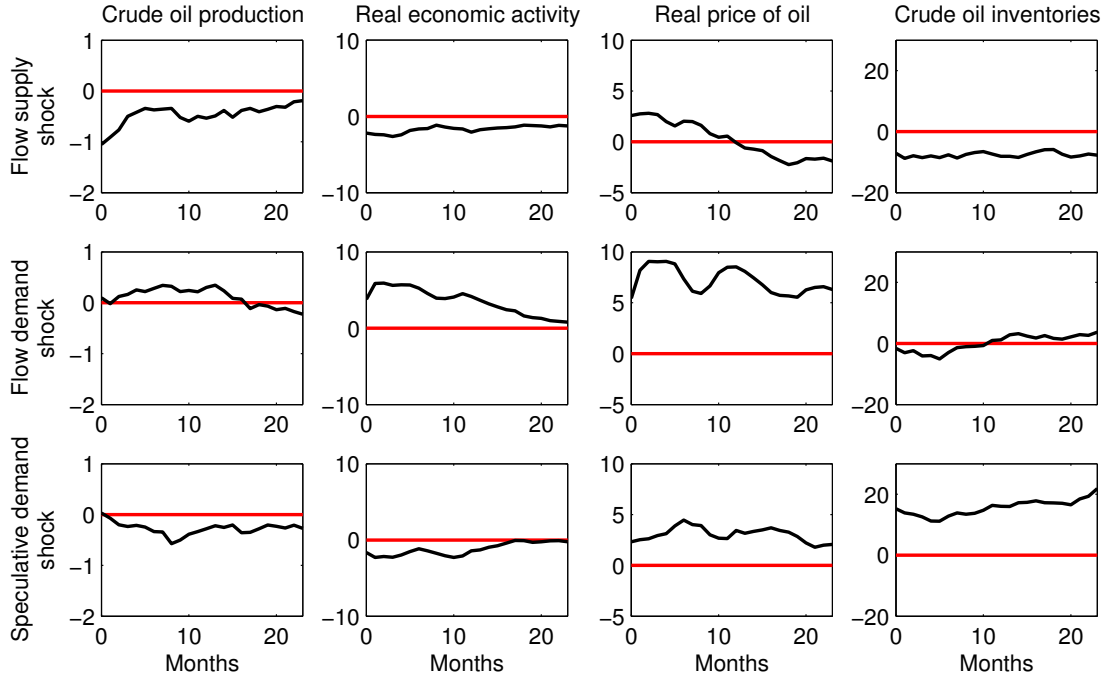 Crude oil production Real economic activity Real price of oil Crude oil inventories
Flow supply
shock
1
0
−1
−2
0 10 20
10
0
−10
0 10 20
10
5
0
−5
0 10 20
20
0
−20
0 10 20
Flow demand
shock
1
0
−1
−2
0 10 20
10
0
−10
0 10 20
10
5
0
−5
0 10 20
20
0
−20
0 10 20
Speculative demand
shock
1
0
−1
−2
0 10 20
Months
10
0
−10
0 10 20
Months
10
5
0
−5
0 10 20
Months
20
0
−20
0 10 20
Months